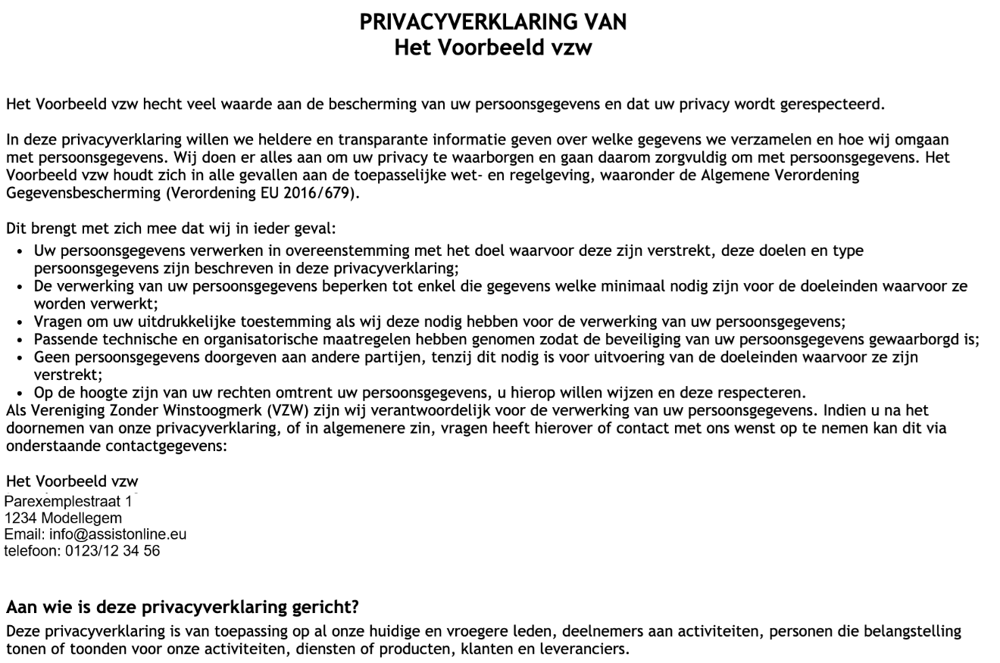 PRIVACYVERKLARING VAN
Het Voorbeeld vzw
Het Voorbeeld vzw hecht veel waarde aan de bescherming van uw persoonsgegevens en dat uw privacy wordt gerespecteerd.
In deze privacyverklaring willen we heldere en transparante informatie geven over welke gegevens we verzamelen en hoe wij omgaan
met persoonsgegevens. Wij doen er alles aan om uw privacy te waarborgen en gaan daarom zorgvuldig om met persoonsgegevens. Het
Voorbeeld vzw houdt zich in alle gevallen aan de toepasselijke wet- en regelgeving, waaronder de Algemene Verordening
Gegevensbescherming (Verordening EU 2016/679).
Dit brengt met zich mee dat wij in ieder geval:
• Uw persoonsgegevens verwerken in overeenstemming met het doel waarvoor deze zijn verstrekt, deze doelen en type
persoonsgegevens zijn beschreven in deze privacyverklaring;
• De verwerking van uw persoonsgegevens beperken tot enkel die gegevens welke minimaal nodig zijn voor de doeleinden waarvoor ze
worden verwerkt;
• Vragen om uw uitdrukkelijke toestemming als wij deze nodig hebben voor de verwerking van uw persoonsgegevens;
• Passende technische en organisatorische maatregelen hebben genomen zodat de beveiliging van uw persoonsgegevens gewaarborgd is;
• Geen persoonsgegevens doorgeven aan andere partijen, tenzij dit nodig is voor uitvoering van de doeleinden waarvoor ze zijn
verstrekt;
• Op de hoogte zijn van uw rechten omtrent uw persoonsgegevens, u hierop willen wijzen en deze respecteren.
Als Vereniging Zonder Winstoogmerk (VZW) zijn wij verantwoordelijk voor de verwerking van uw persoonsgegevens. Indien u na het
doornemen van onze privacyverklaring, of in algemenere zin, vragen heeft hierover of contact met ons wenst op te nemen kan dit via
onderstaande contactgegevens:
Het Voorbeeld vzw
Parexemplestraat 1
1234 Modellegem
Email: info@assistonline.eu
telefoon: 0123/12 34 56
Aan wie is deze privacyverklaring gericht?
Deze privacyverklaring is van toepassing op al onze huidige en vroegere leden, deelnemers aan activiteiten, personen die belangstelling
tonen of toonden voor onze activiteiten, diensten of producten, klanten en leveranciers.